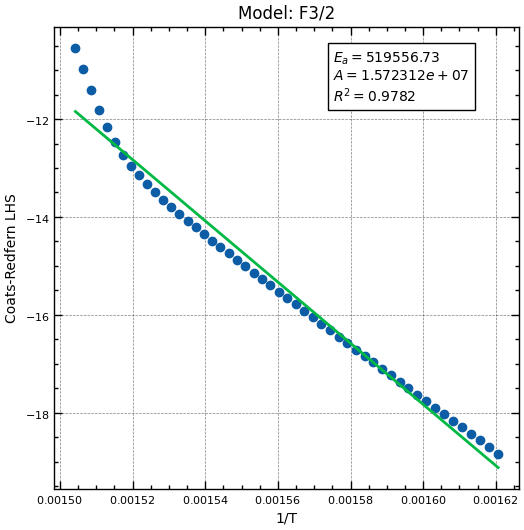 Model: F3/2
E_a = 519556.73
A = 1.572312e + 07
R² = 0.9782
Coats-Redfern LHS
−12
−14
−16
−18
0.00150 0.00152 0.00154 0.00156 0.00158 0.00160 0.00162
1/T